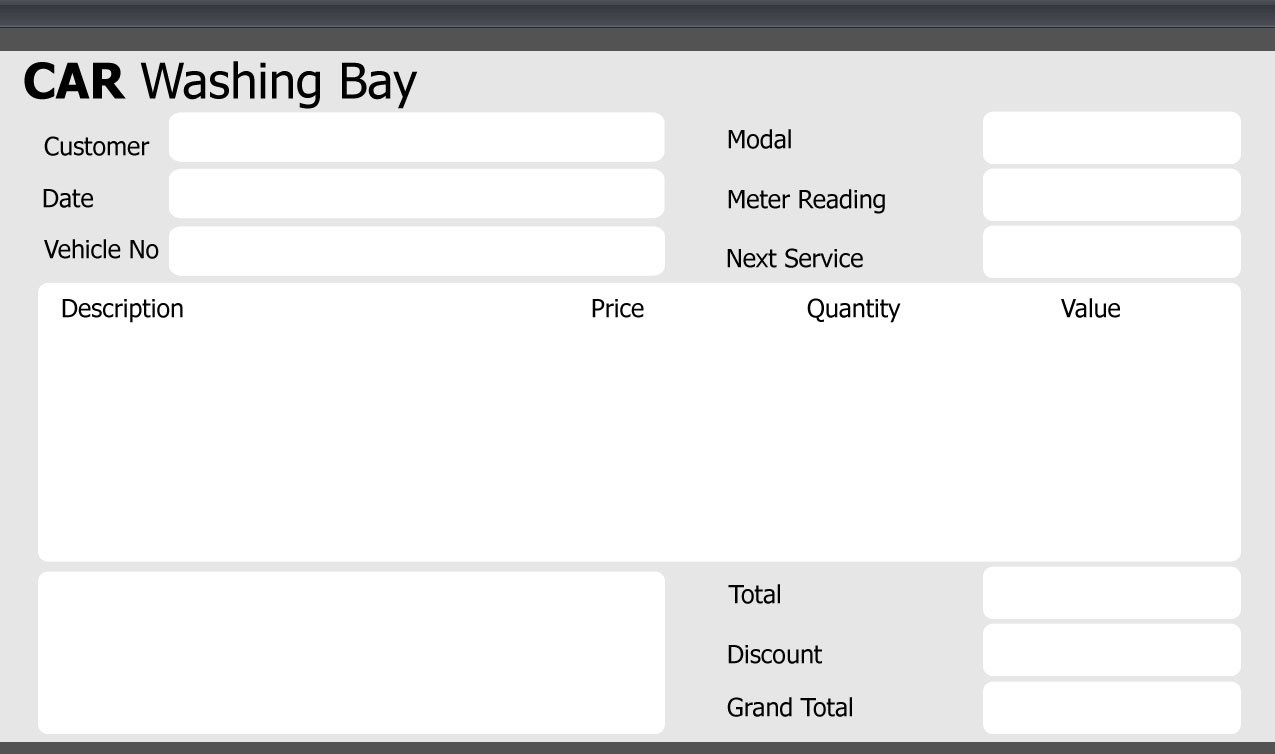 CAR Washing Bay
Customer
Date
Vehicle No
Modal
Meter Reading
Next Service
Description Price Quantity Value
Total
Discount
Grand Total